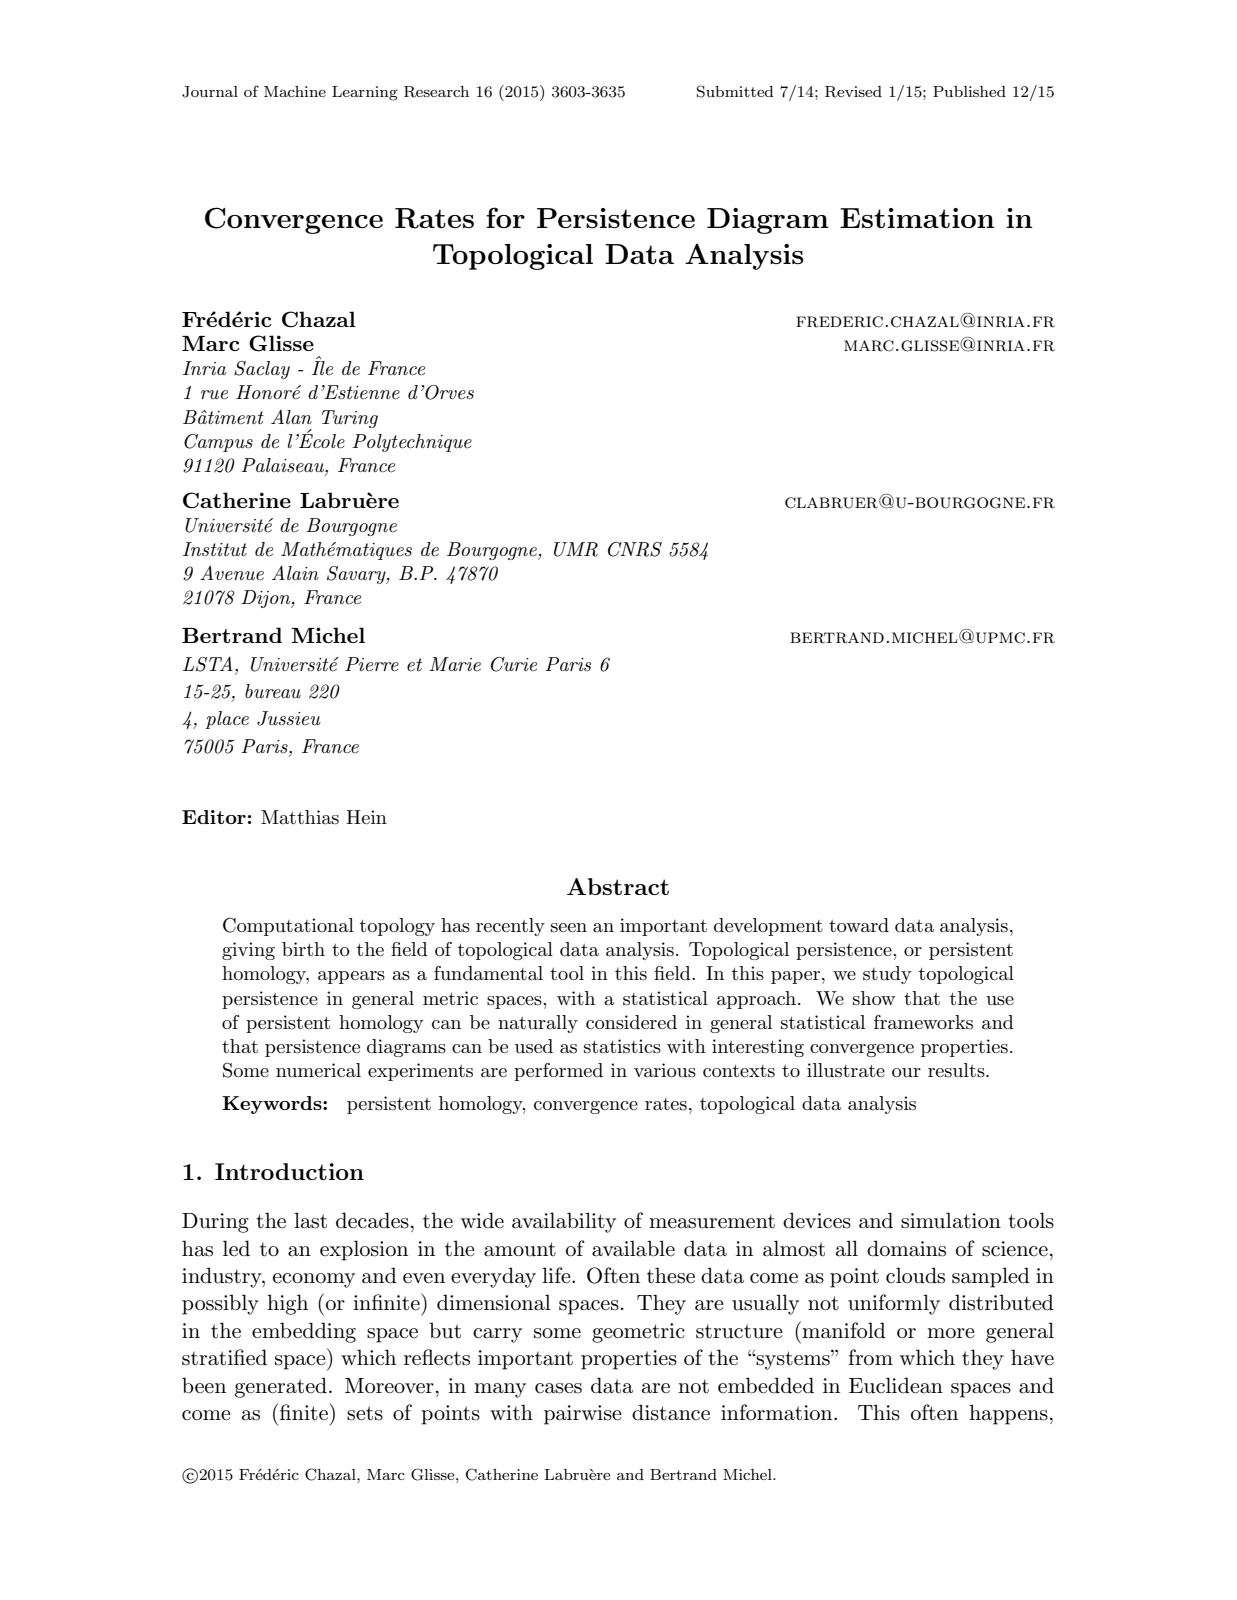 Journal of Machine Learning Research 16 (2015) 3603-3635 Submitted 7/14; Revised 1/15; Published 12/15
Convergence Rates for Persistence Diagram Estimation in
Topological Data Analysis
Frédéric Chazal frederic.chazal@inria.fr
Marc Glisse marc.glisse@inria.fr
Inria Saclay - Île de France
1 rue Honoré d'Estienne d'Orves
Bâtiment Alan Turing
Campus de l'École Polytechnique
91120 Palaiseau, France
Catherine Labruère clabruer@u-bourgogne.fr
Université de Bourgogne
Institut de Mathématiques de Bourgogne, UMR CNRS 5584
9 Avenue Alain Savary, B.P. 47870
21078 Dijon, France
Bertrand Michel bertrand.michel@upmc.fr
LSTA, Université Pierre et Marie Curie Paris 6
15-25, bureau 220
4, place Jussieu
75005 Paris, France
Editor: Matthias Hein
Abstract
Computational topology has recently seen an important development toward data analysis,
giving birth to the field of topological data analysis. Topological persistence, or persistent
homology, appears as a fundamental tool in this field. In this paper, we study topological
persistence in general metric spaces, with a statistical approach. We show that the use
of persistent homology can be naturally considered in general statistical frameworks and
that persistence diagrams can be used as statistics with interesting convergence properties.
Some numerical experiments are performed in various contexts to illustrate our results.
Keywords: persistent homology, convergence rates, topological data analysis
1. Introduction
During the last decades, the wide availability of measurement devices and simulation tools
has led to an explosion in the amount of available data in almost all domains of science,
industry, economy and even everyday life. Often these data come as point clouds sampled in
possibly high (or infinite) dimensional spaces. They are usually not uniformly distributed
in the embedding space but carry some geometric structure (manifold or more general
stratified space) which reflects important properties of the “systems” from which they have
been generated. Moreover, in many cases data are not embedded in Euclidean spaces and
come as (finite) sets of points with pairwise distance information. This often happens,
©2015 Frédéric Chazal, Marc Glisse, Catherine Labruère and Bertrand Michel.